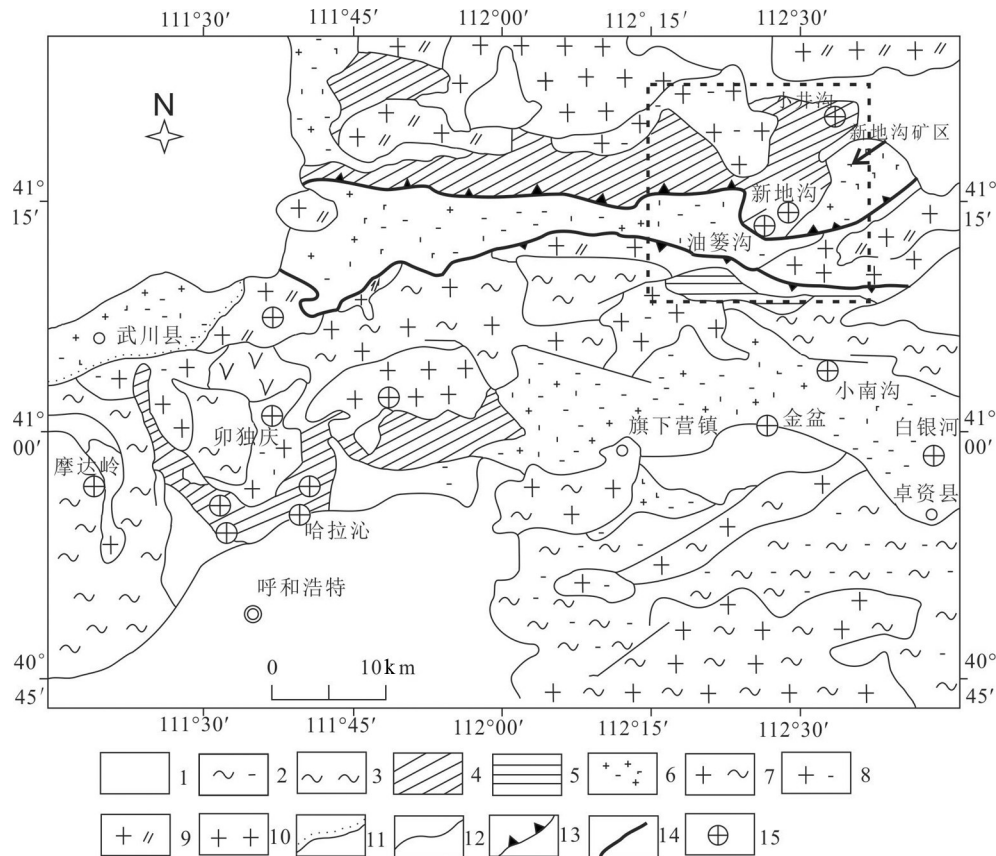 111°30′ 111°45′ 112°00′ 112°15′ 112°30′
N
小井沟
新地沟矿区
41°
15′
41°
15′
新地沟
油篓沟
武川县
小南沟
41°
00′
卯独庆
旗下营镇
金盆
白银河
41°
00′
摩达岭
卓资县
哈拉沁
呼和浩特
0 10km
40°
45′
40°
45′
111°30′ 111°45′ 112°00′ 112°15′ 112°30′
1 2 3 4 5 6 7 8
9 10 11 12 13 14 15